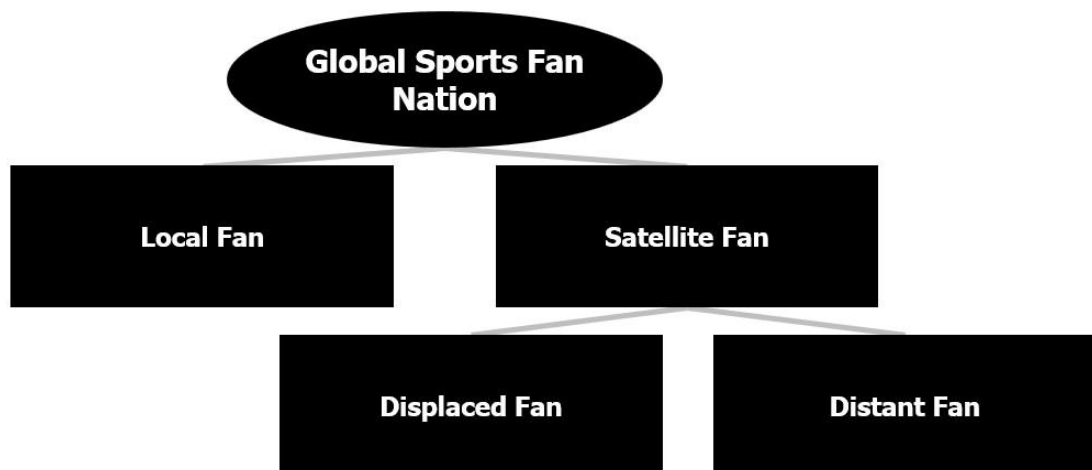 Global Sports Fan
Nation
Local Fan
Satellite Fan
Displaced Fan
Distant Fan